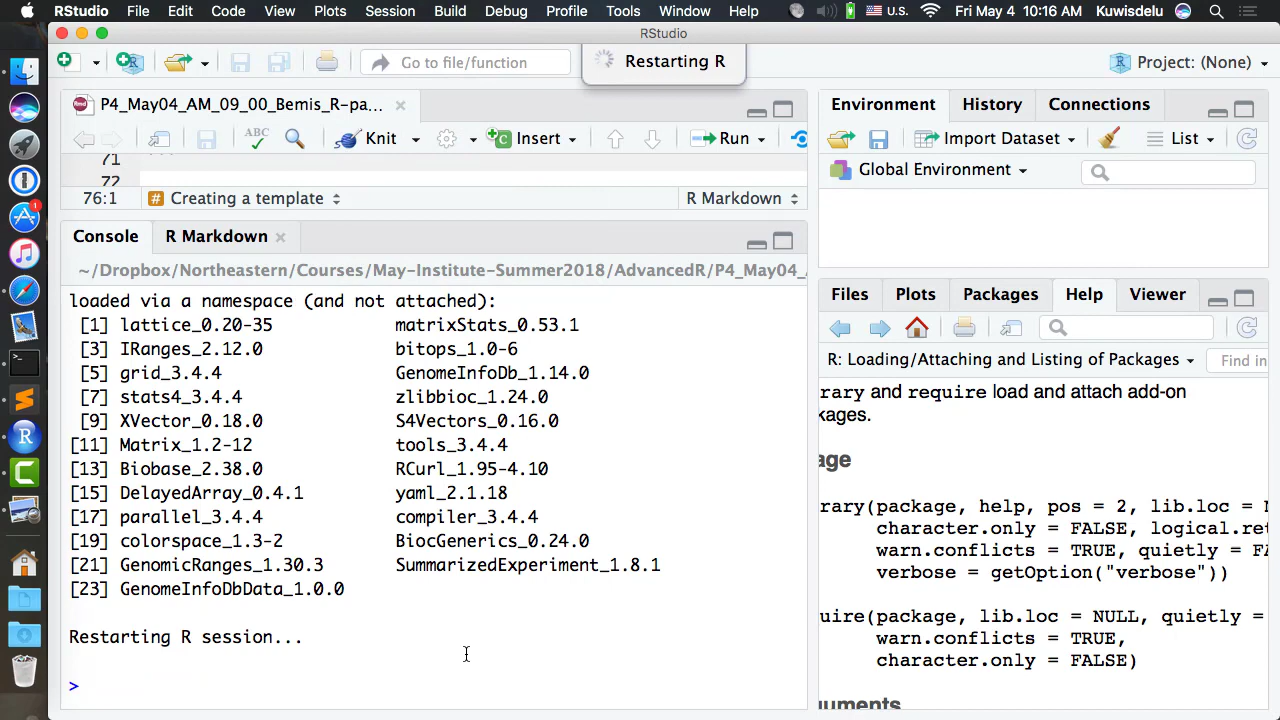 RStudio File Edit Code View Plots Session Build Debug Profile Tools Window Help U.S. Fri May 4 10:16 AM Kuwisdelu
RStudio
Restarting R
Go to file/function
Project: (None)
P4_May04_AM_09_00_Bemis_R-pa...
ABC
Knit
Insert
Run
71
72
76:1
# Creating a template
R Markdown
Console R Markdown
~/Dropbox/Northeastern/Courses/May-Institute-Summer2018/AdvancedR/P4_May04_
loaded via a namespace (and not attached):
[1] lattice_0.20-35 matrixStats_0.53.1
[3] IRanges_2.12.0 bitops_1.0-6
[5] grid_3.4.4 GenomeInfoDb_1.14.0
[7] stats4_3.4.4 zlibbioc_1.24.0
[9] XVector_0.18.0 S4Vectors_0.16.0
[11] Matrix_1.2-12 tools_3.4.4
[13] Biobase_2.38.0 RCurl_1.95-4.10
[15] DelayedArray_0.4.1 yaml_2.1.18
[17] parallel_3.4.4 compiler_3.4.4
[19] colorspace_1.3-2 BiocGenerics_0.24.0
[21] GenomicRanges_1.30.3 SummarizedExperiment_1.8.1
[23] GenomeInfoDbData_1.0.0
Restarting R session...
>
Environment History Connections
Import Dataset List
Global Environment
Files Plots Packages Help Viewer
R: Loading/Attaching and Listing of Packages Find in
rary and require load and attach add-on
kages.
age
rary(package, help, pos = 2, lib.loc = N
character.only = FALSE, logical.ret
warn.conflicts = TRUE, quietly = FA
verbose = getOption("verbose"))
uire(package, lib.loc = NULL, quietly =
warn.conflicts = TRUE,
character.only = FALSE)
uments